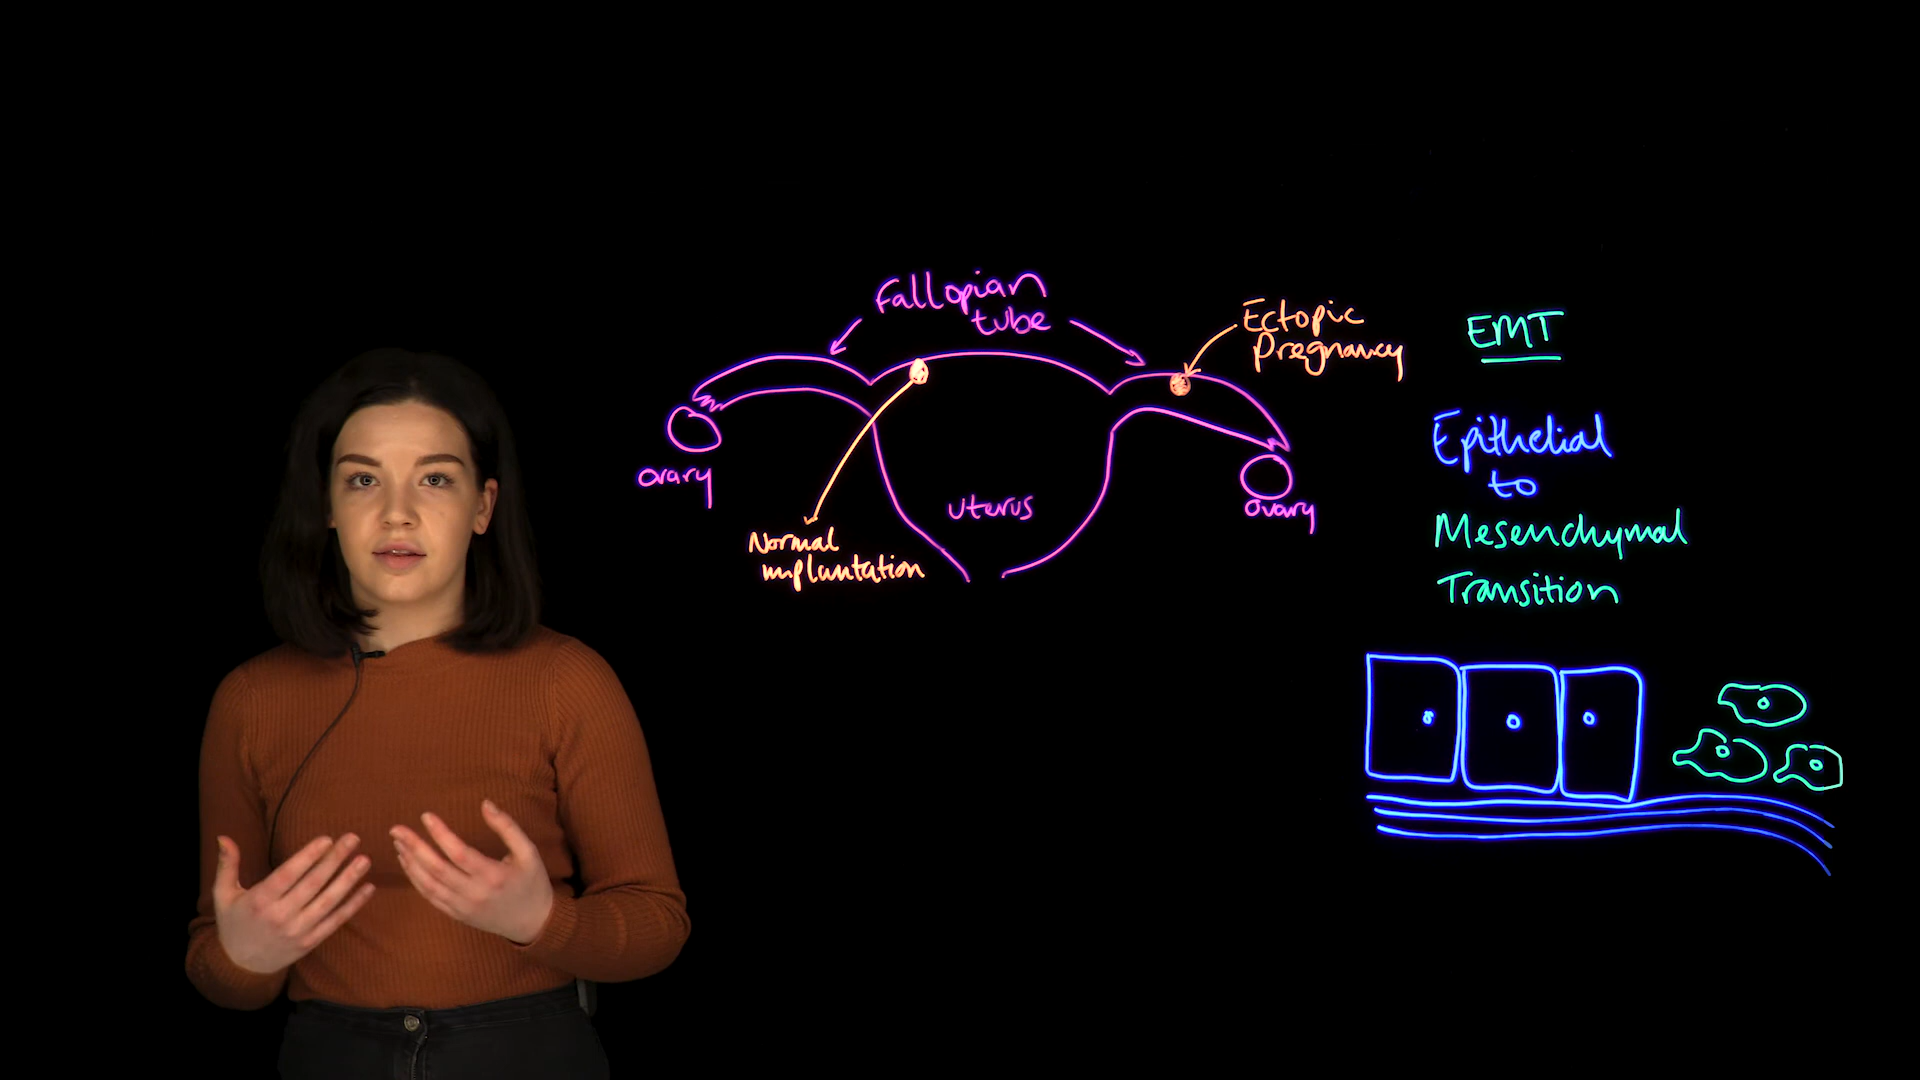 Fallopian
tube
Ectopic
Pregnancy
ovary
uterus
ovary
Normal
implantation
EMT
Epithelial
to
Mesenchymal
Transition